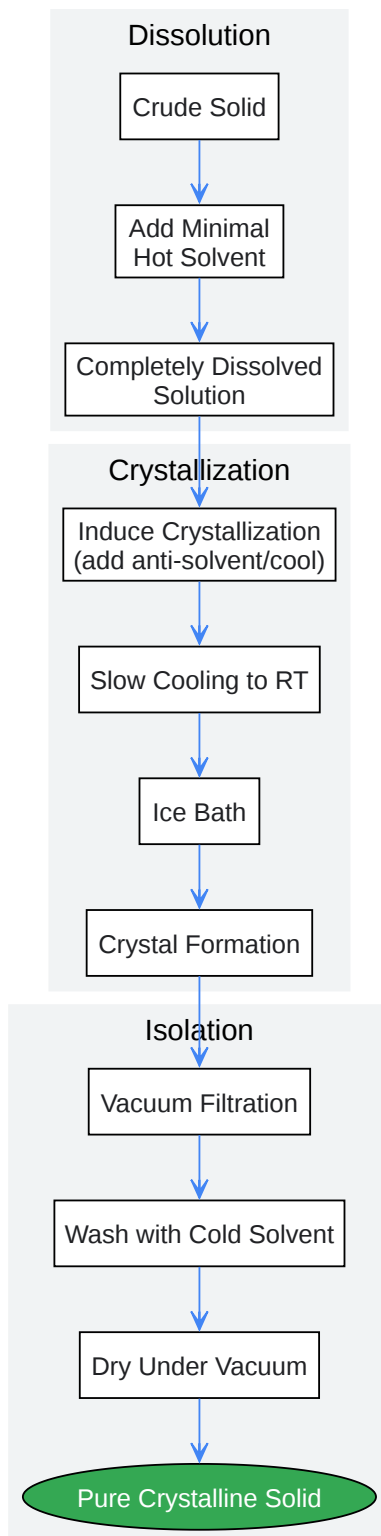 Dissolution
Crude Solid
Add Minimal
Hot Solvent
Completely Dissolved
Solution
Crystallization
Induce Crystallization
(add anti-solvent/cool)
Slow Cooling to RT
Ice Bath
Crystal Formation
Isolation
Vacuum Filtration
Wash with Cold Solvent
Dry Under Vacuum
Pure Crystalline Solid